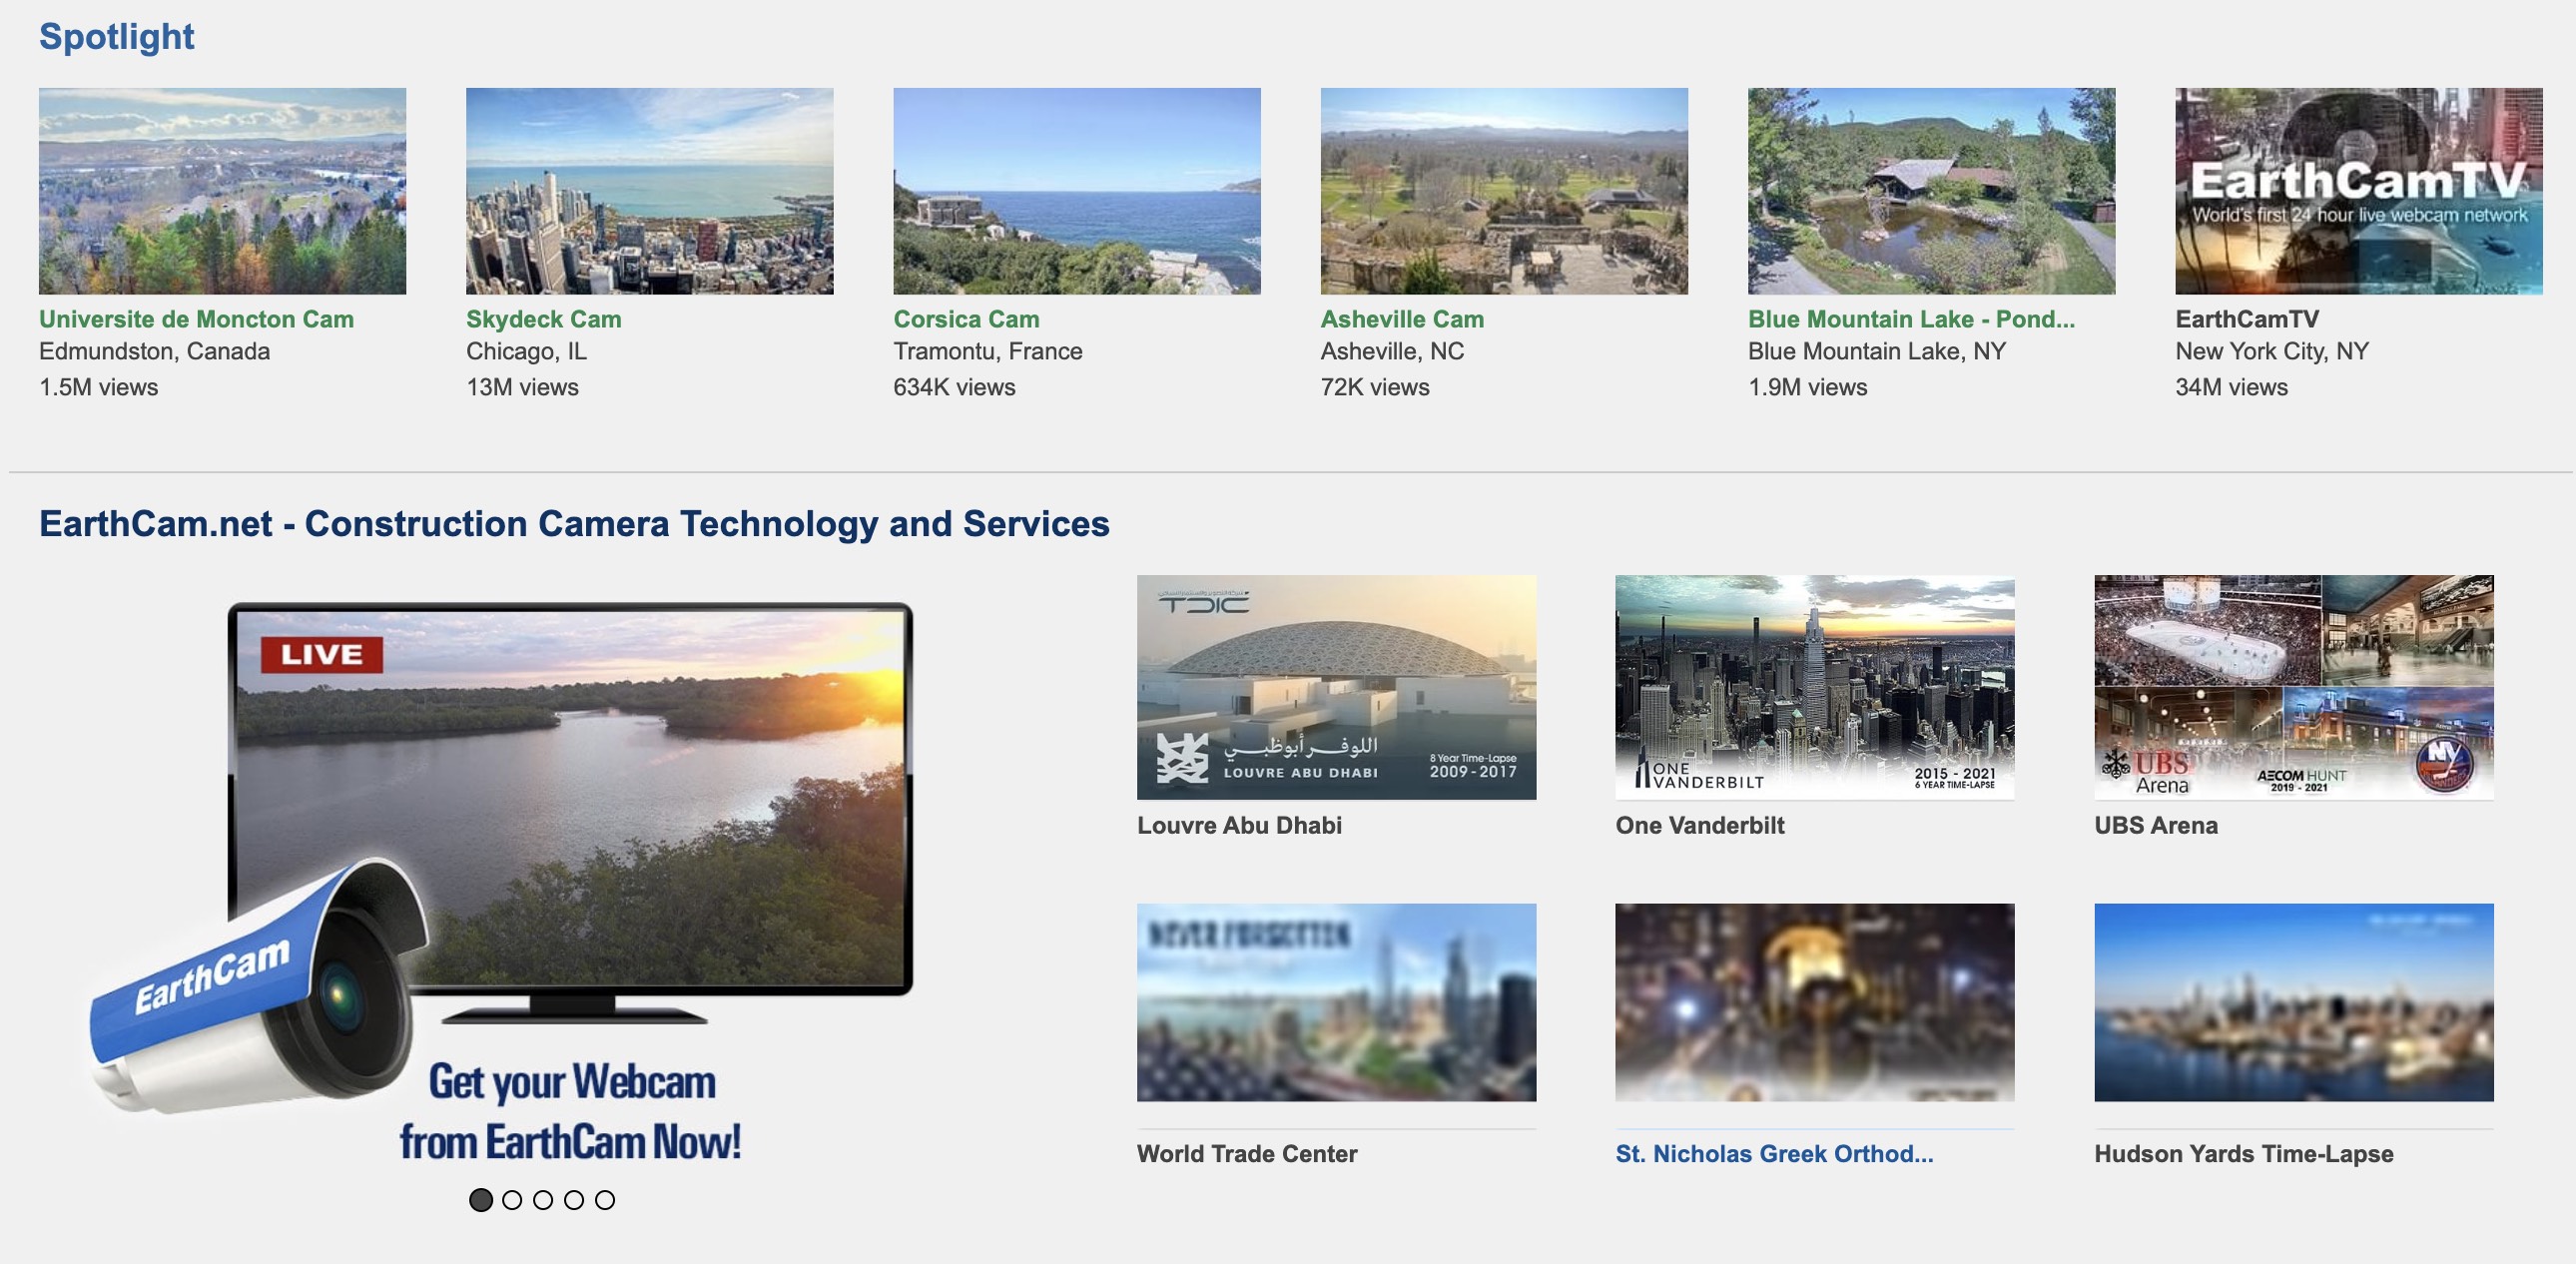 Spotlight
EarthCamTV
World's first 24 hour live webcam network
Universite de Moncton Cam
Edmundston, Canada
1.5M views
Skydeck Cam
Chicago, IL
13M views
Corsica Cam
Tramontu, France
634K views
Asheville Cam
Asheville, NC
72K views
Blue Mountain Lake - Pond...
Blue Mountain Lake, NY
1.9M views
EarthCamTV
New York City, NY
34M views
EarthCam.net - Construction Camera Technology and Services
LIVE
EarthCam
Get your Webcam
from EarthCam Now!
TDIC
اللوفر أبوظبي
LOUVRE ABU DHABI
8 Year Time-Lapse
2009 - 2017
Louvre Abu Dhabi
ONE
VANDERBILT
2015 - 2021
6 YEAR TIME-LAPSE
One Vanderbilt
UBS
Arena
AECOM HUNT
2019 - 2021
NY
UBS Arena
NEVER FORGOTTEN
World Trade Center
St. Nicholas Greek Orthod...
Hudson Yards Time-Lapse